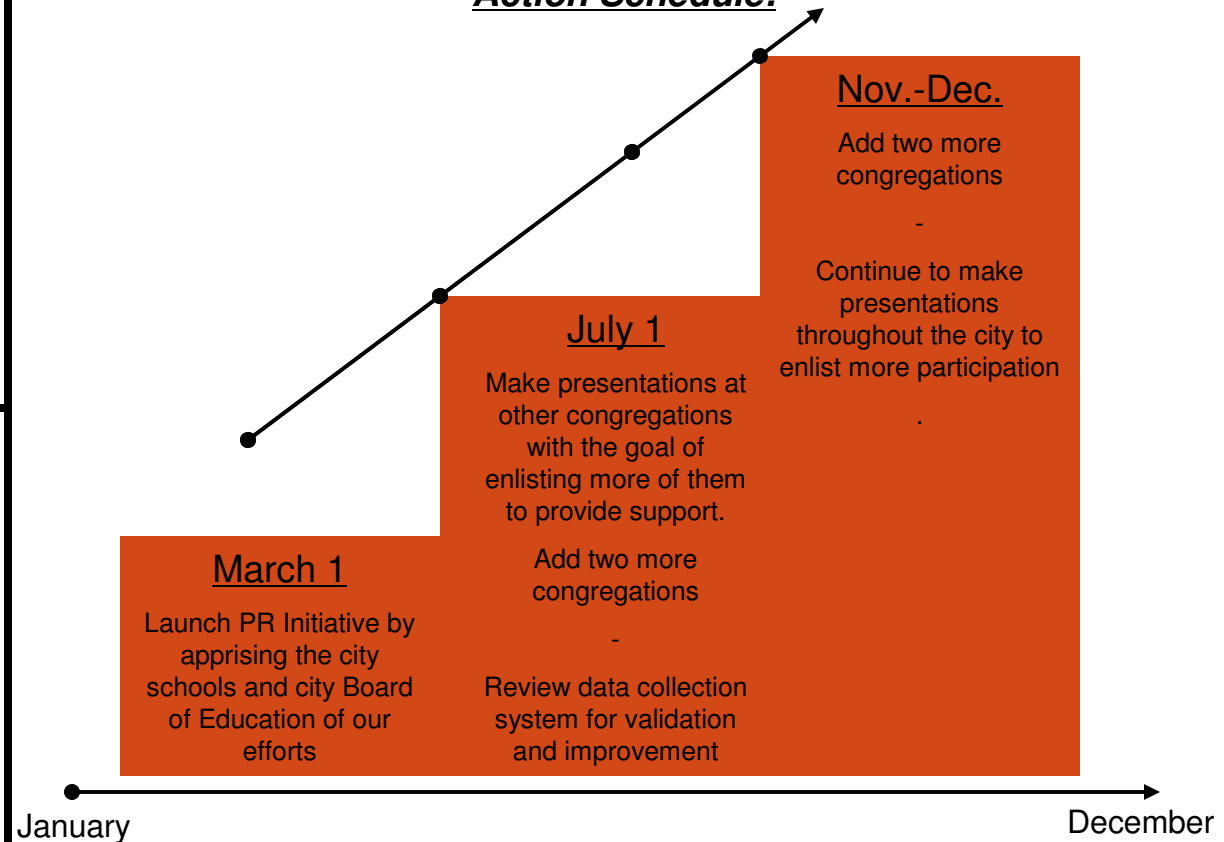 Action Schedule:
Nov.-Dec.
Add two more
congregations
-
Continue to make
presentations
throughout the city to
enlist more participation
.
July 1
Make presentations at
other congregations
with the goal of
enlisting more of them
to provide support.
Add two more
congregations
-
Review data collection
system for validation
and improvement
March 1
Launch PR Initiative by
apprising the city
schools and city Board
of Education of our
efforts
January
December